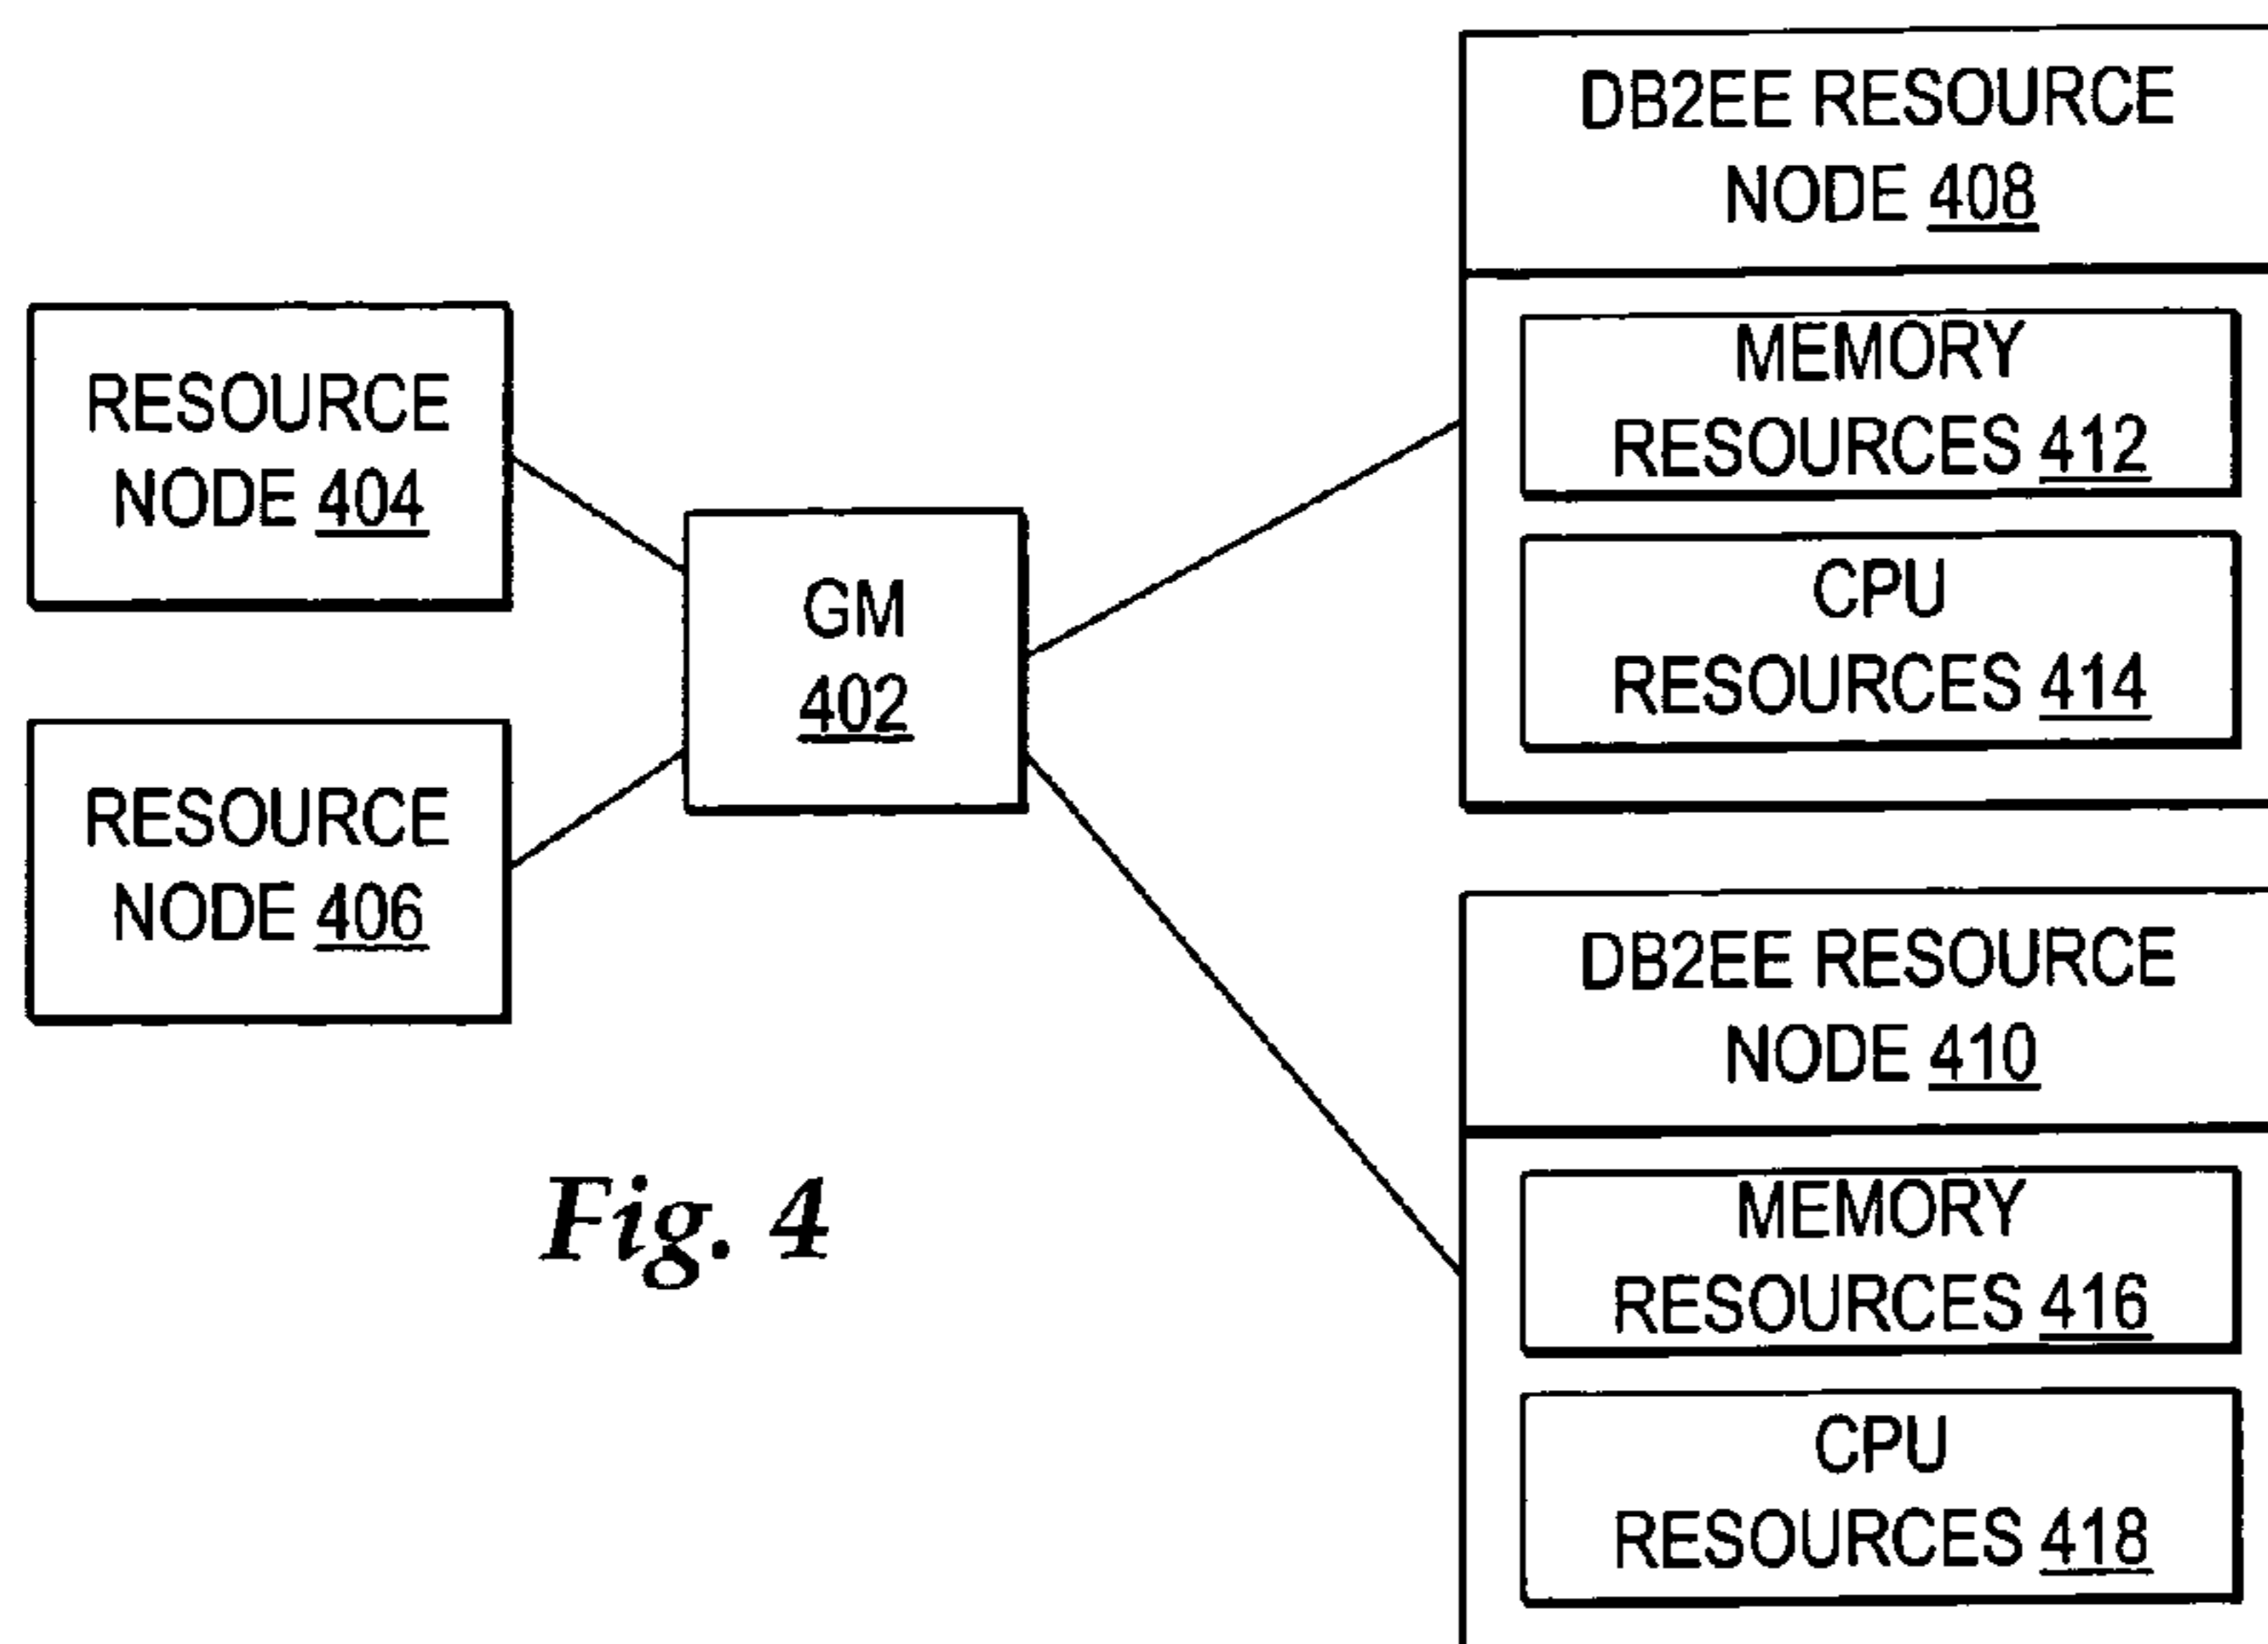 RESOURCE
NODE 404
RESOURCE
NODE 406
GM
402
DB2EE RESOURCE
NODE 408
MEMORY
RESOURCES 412
CPU
RESOURCES 414
DB2EE RESOURCE
NODE 410
MEMORY
RESOURCES 416
CPU
RESOURCES 418
Fig. 4